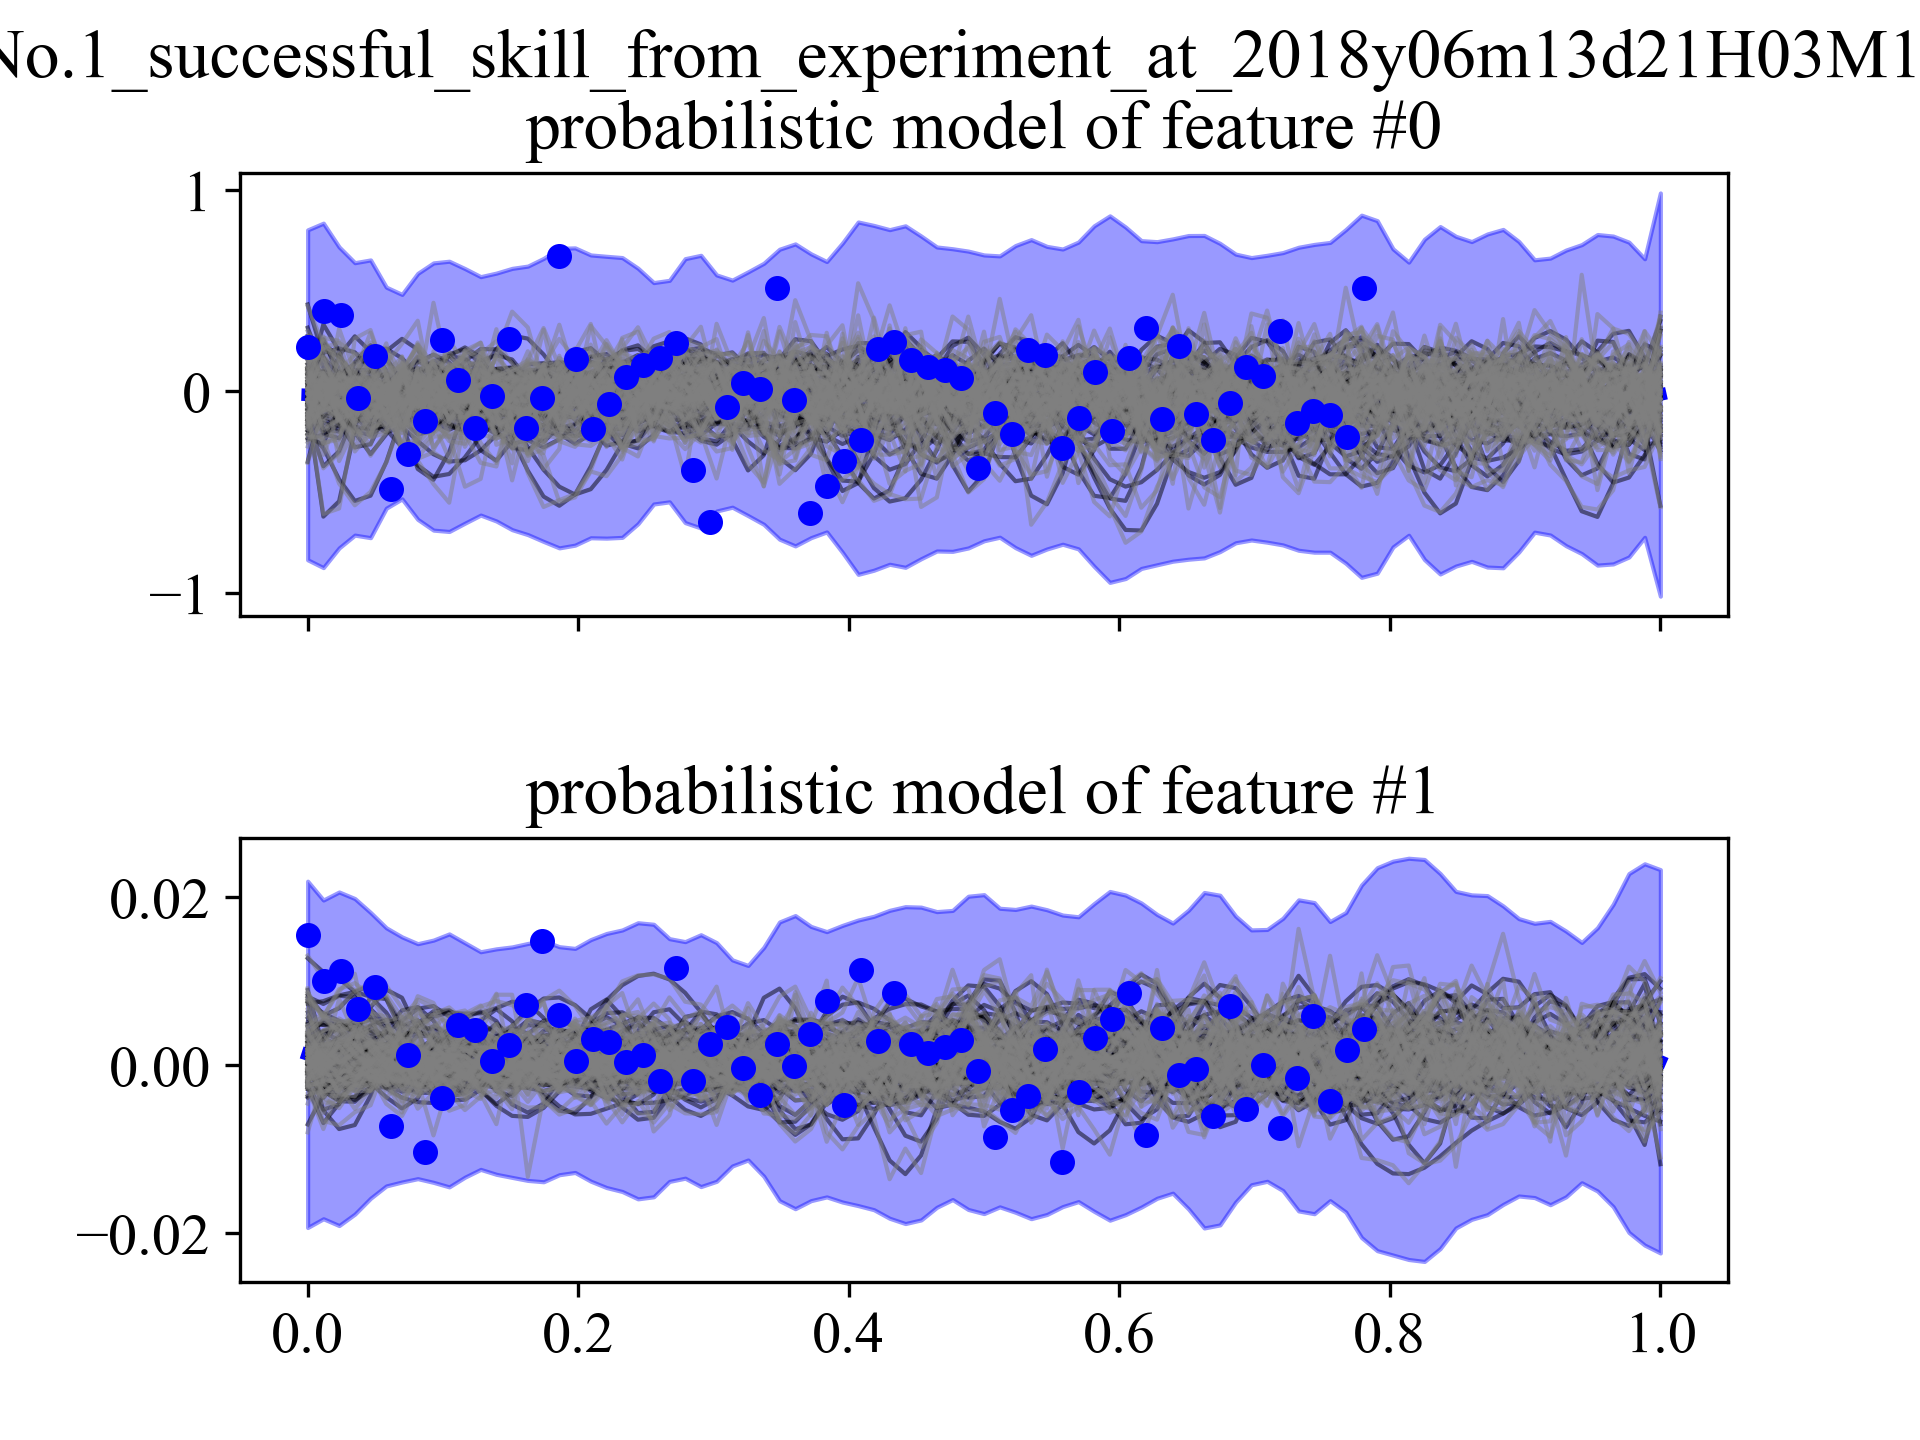 No.1_successful_skill_from_experiment_at_2018y06m13d21H03M1
probabilistic model of feature #0
1
0
−1
probabilistic model of feature #1
0.02
0.00
−0.02
0.0 0.2 0.4 0.6 0.8 1.0